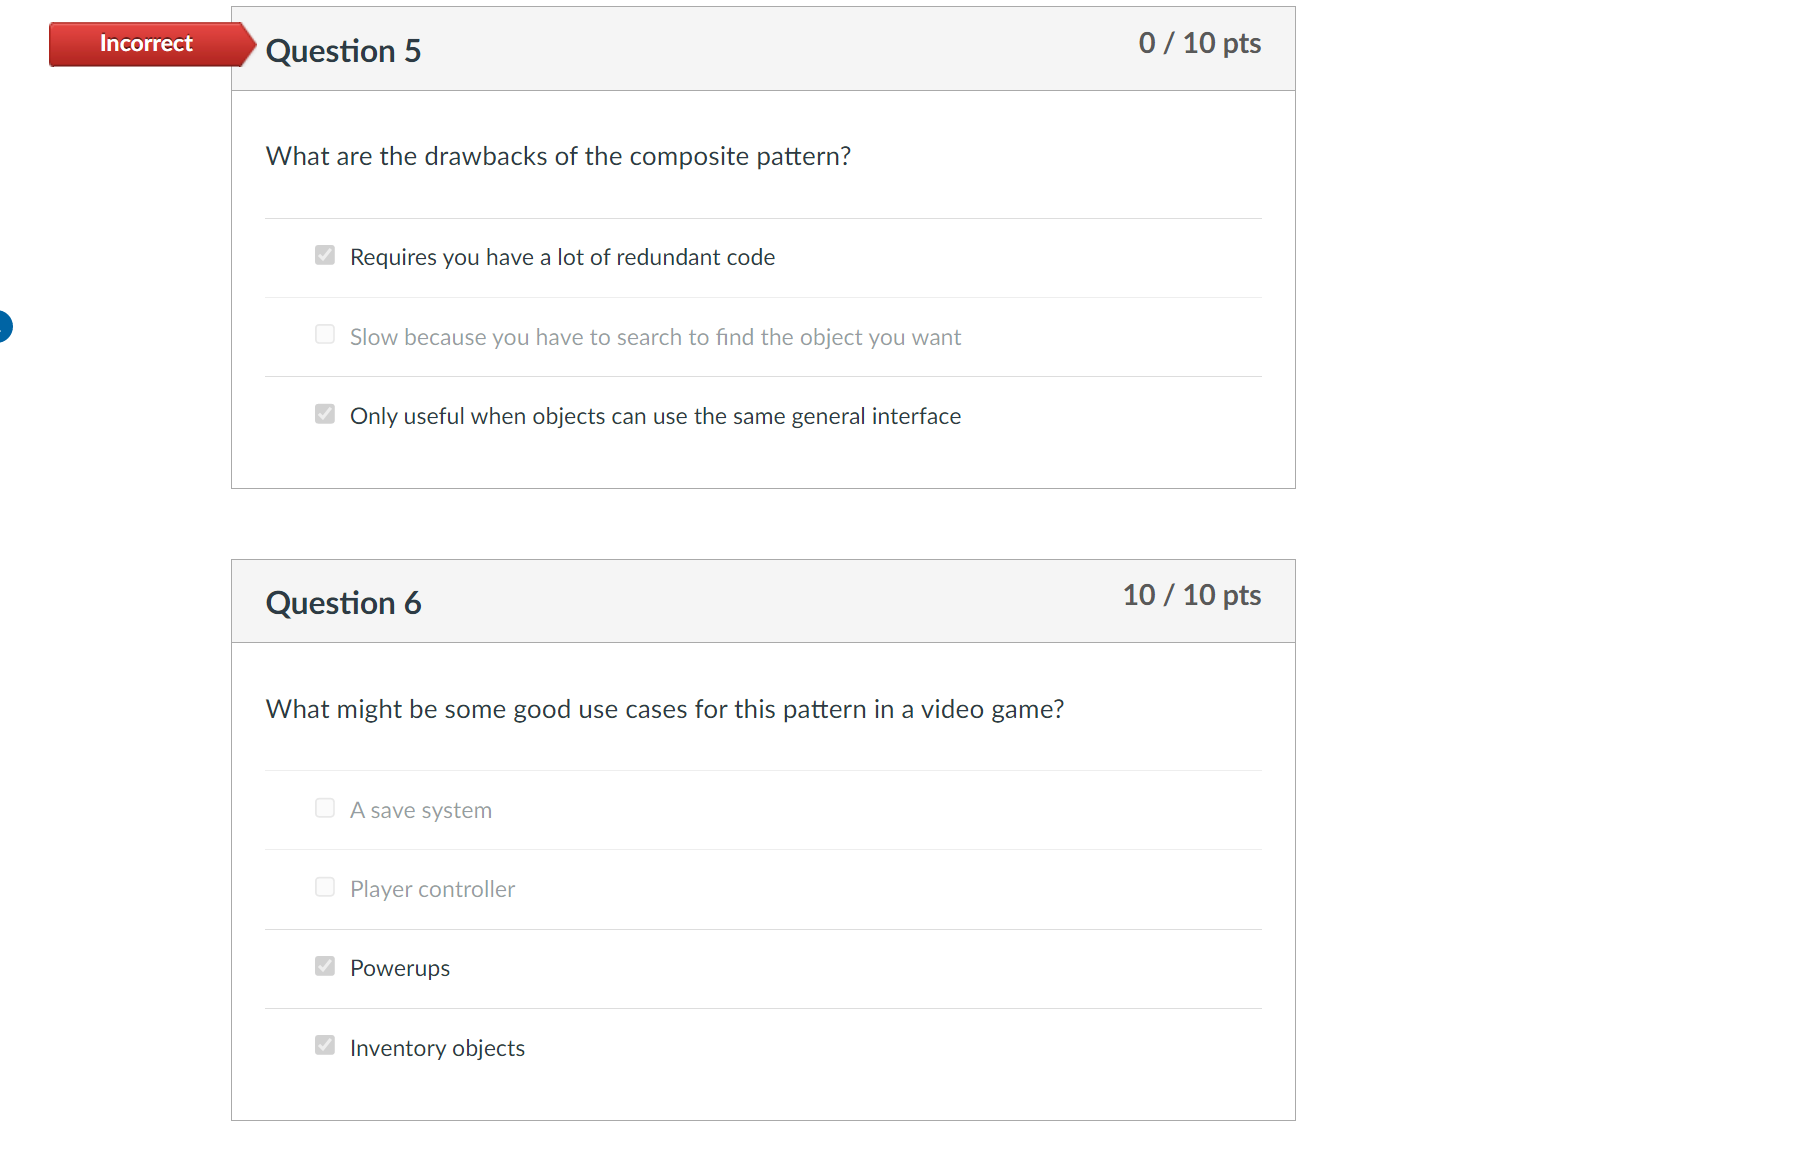 Incorrect
Question 5
0 / 10 pts
What are the drawbacks of the composite pattern?
Requires you have a lot of redundant code
Slow because you have to search to find the object you want
Only useful when objects can use the same general interface
Question 6
10 / 10 pts
What might be some good use cases for this pattern in a video game?
A save system
Player controller
Powerups
Inventory objects